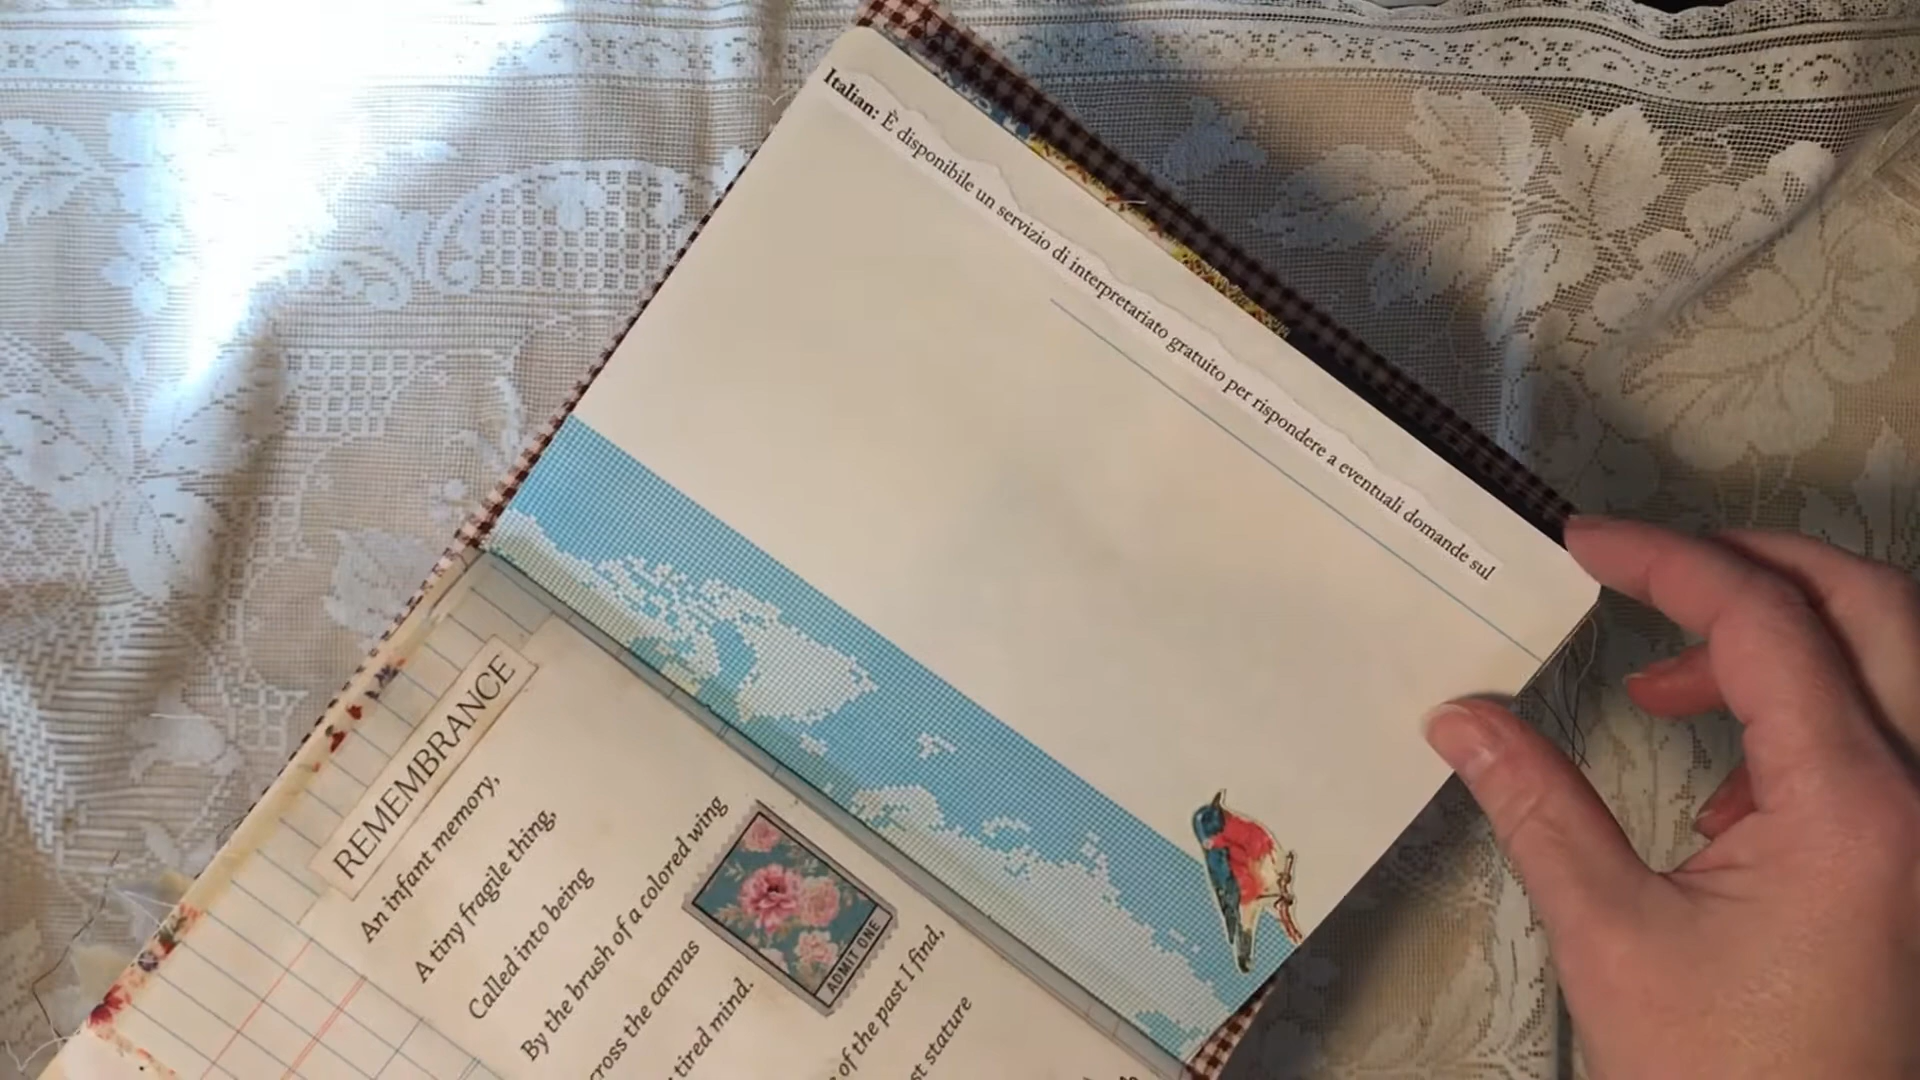 Italian: È disponibile un servizio di interpretariato gratuito per rispondere a eventuali domande sul
REMEMBRANCE
An infant memory,
A tiny fragile thing,
Called into being
By the brush of a colored wing
cross the canvas
tired mind.
of the past I find,
st stature
ADMIT ONE